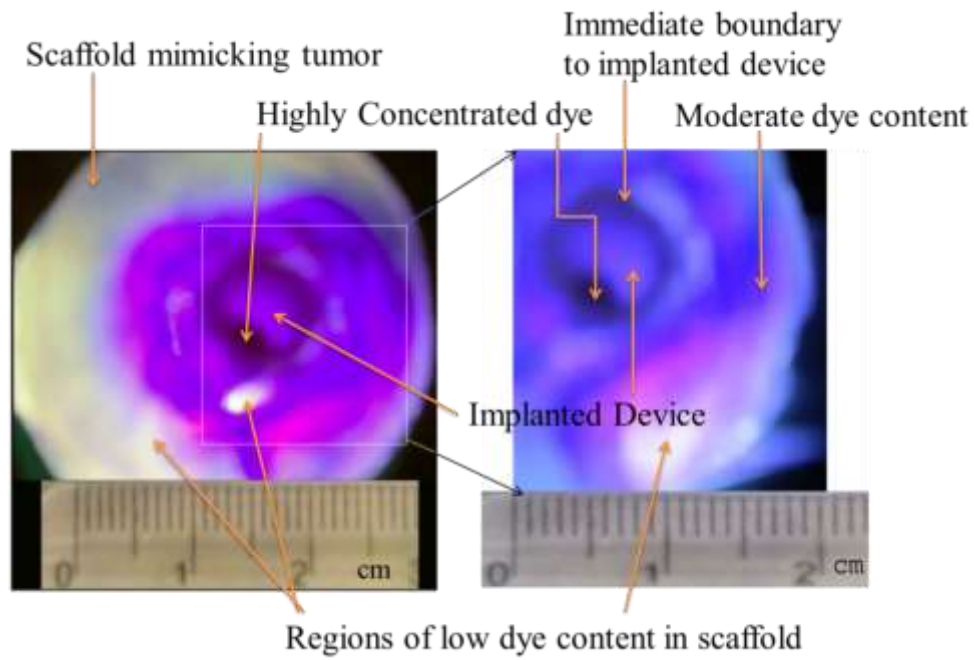 Immediate boundary
to implanted device
Scaffold mimicking tumor
Highly Concentrated dye
Moderate dye content
Implanted Device
0 1 2 3 cm
0 1 2 cm
Regions of low dye content in scaffold